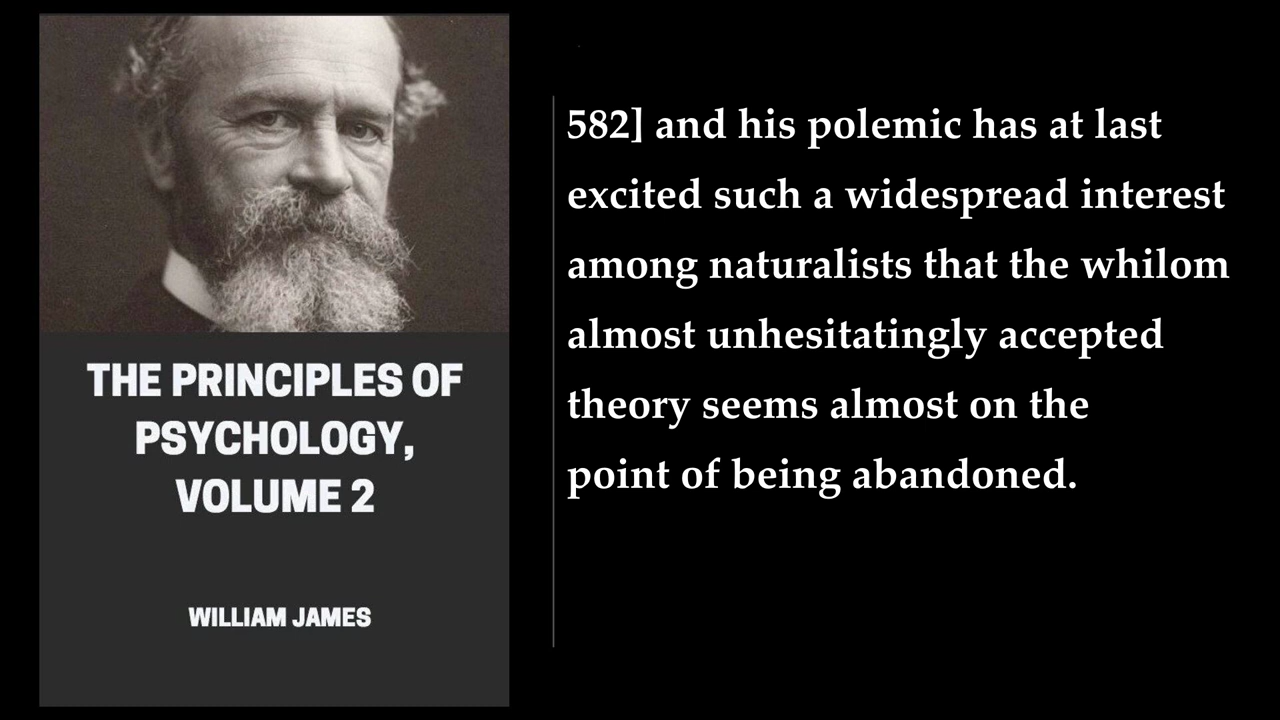 THE PRINCIPLES OF
PSYCHOLOGY,
VOLUME 2
WILLIAM JAMES
582] and his polemic has at last
excited such a widespread interest
among naturalists that the whilom
almost unhesitatingly accepted
theory seems almost on the
point of being abandoned.